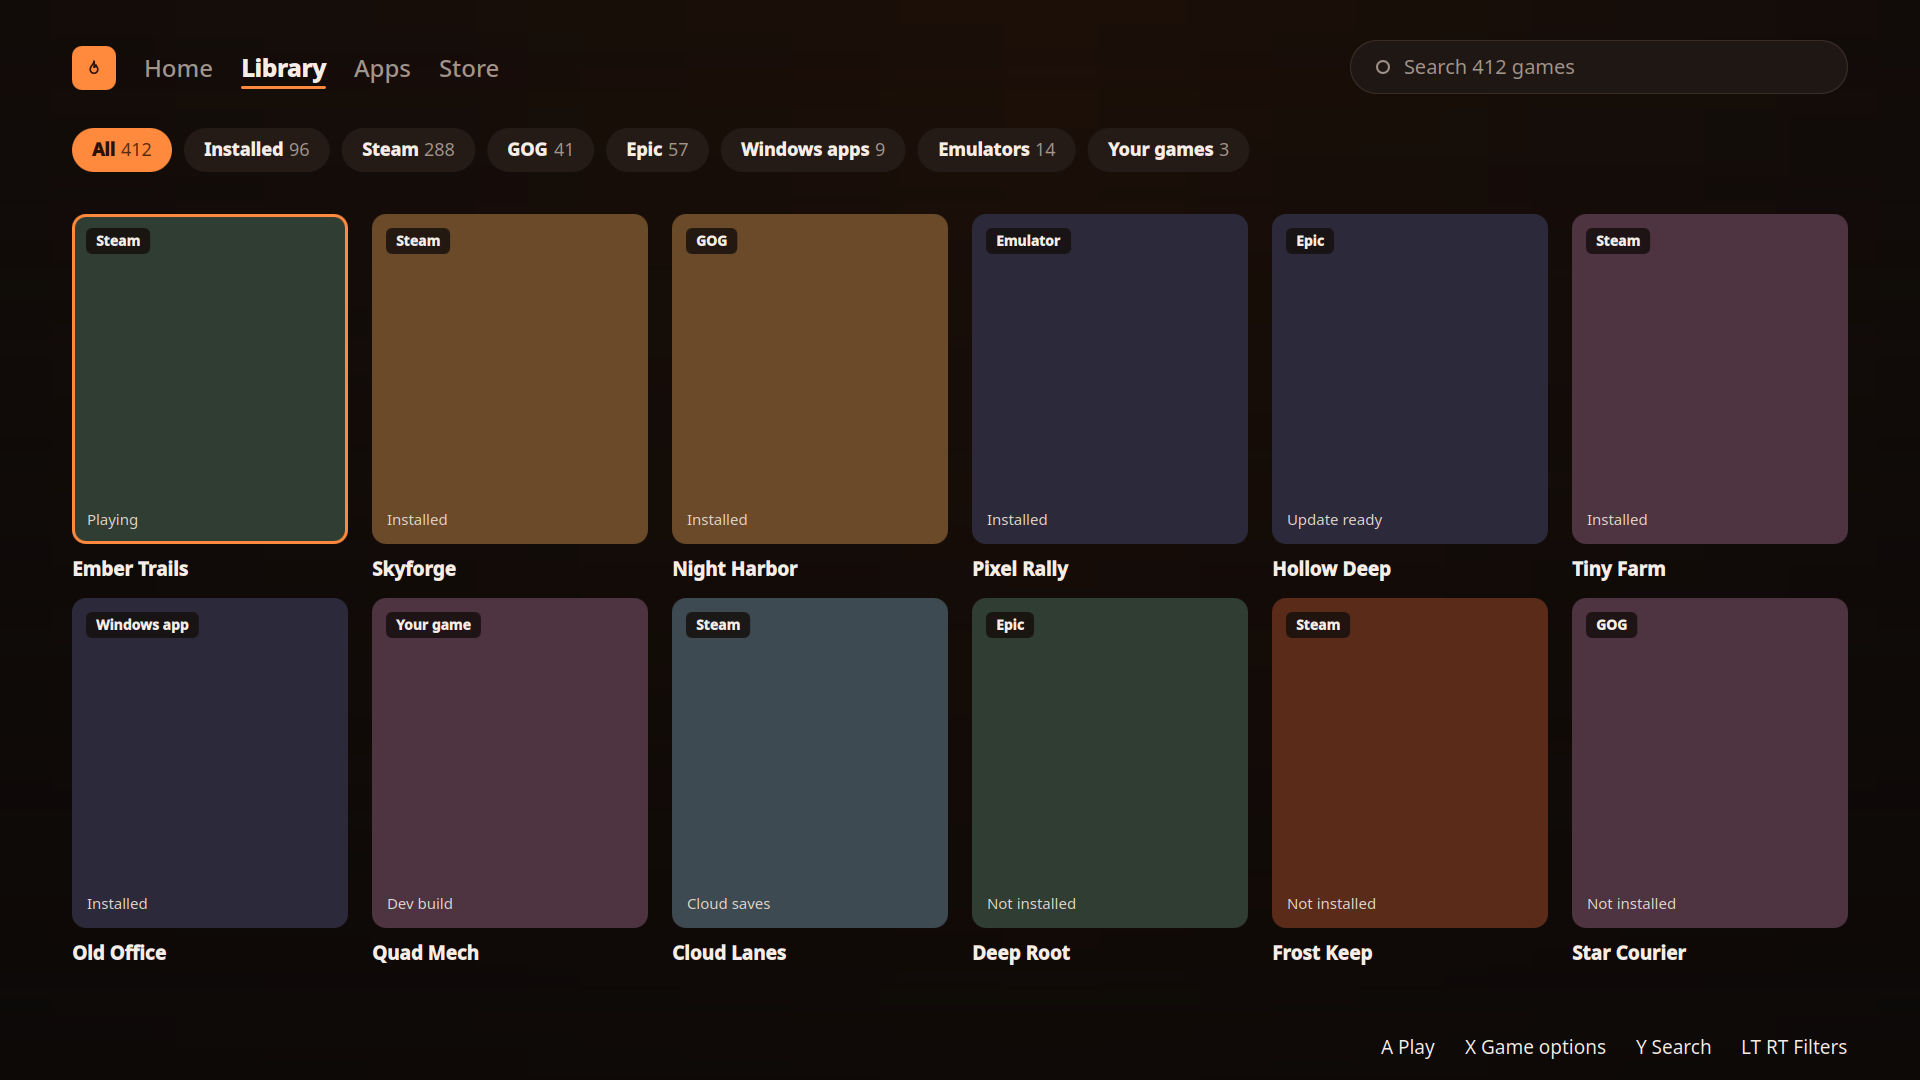 Home Library Apps Store
Search 412 games
All 412 Installed 96 Steam 288 GOG 41 Epic 57 Windows apps 9 Emulators 14 Your games 3
Steam Steam GOG Emulator Epic Steam
Playing Installed Installed Installed Update ready Installed
Ember Trails Skyforge Night Harbor Pixel Rally Hollow Deep Tiny Farm
Windows app Your game Steam Epic Steam GOG
Installed Dev build Cloud saves Not installed Not installed Not installed
Old Office Quad Mech Cloud Lanes Deep Root Frost Keep Star Courier
A Play X Game options Y Search LT RT Filters